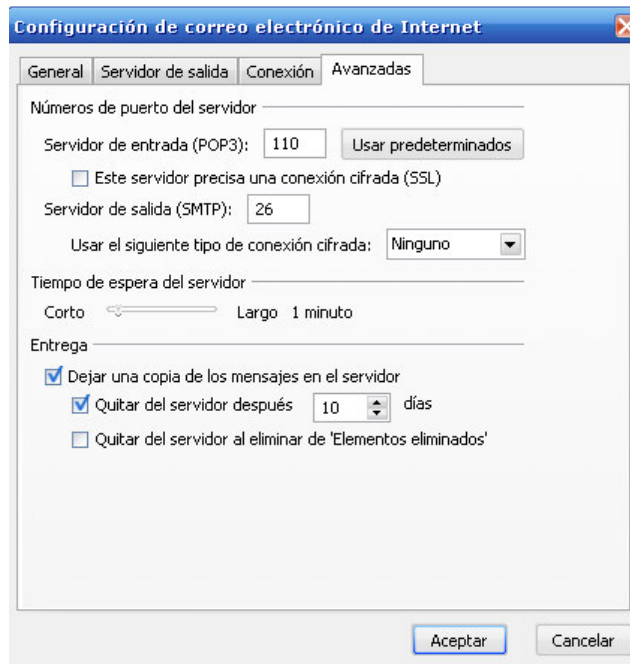 Configuración de correo electrónico de Internet
General Servidor de salida Conexión Avanzadas
Números de puerto del servidor
Servidor de entrada (POP3): 110 Usar predeterminados
Este servidor precisa una conexión cifrada (SSL)
Servidor de salida (SMTP): 26
Usar el siguiente tipo de conexión cifrada: Ninguno
Tiempo de espera del servidor
Corto Largo 1 minuto
Entrega
Dejar una copia de los mensajes en el servidor
Quitar del servidor después 10 días
Quitar del servidor al eliminar de 'Elementos eliminados'
Aceptar Cancelar